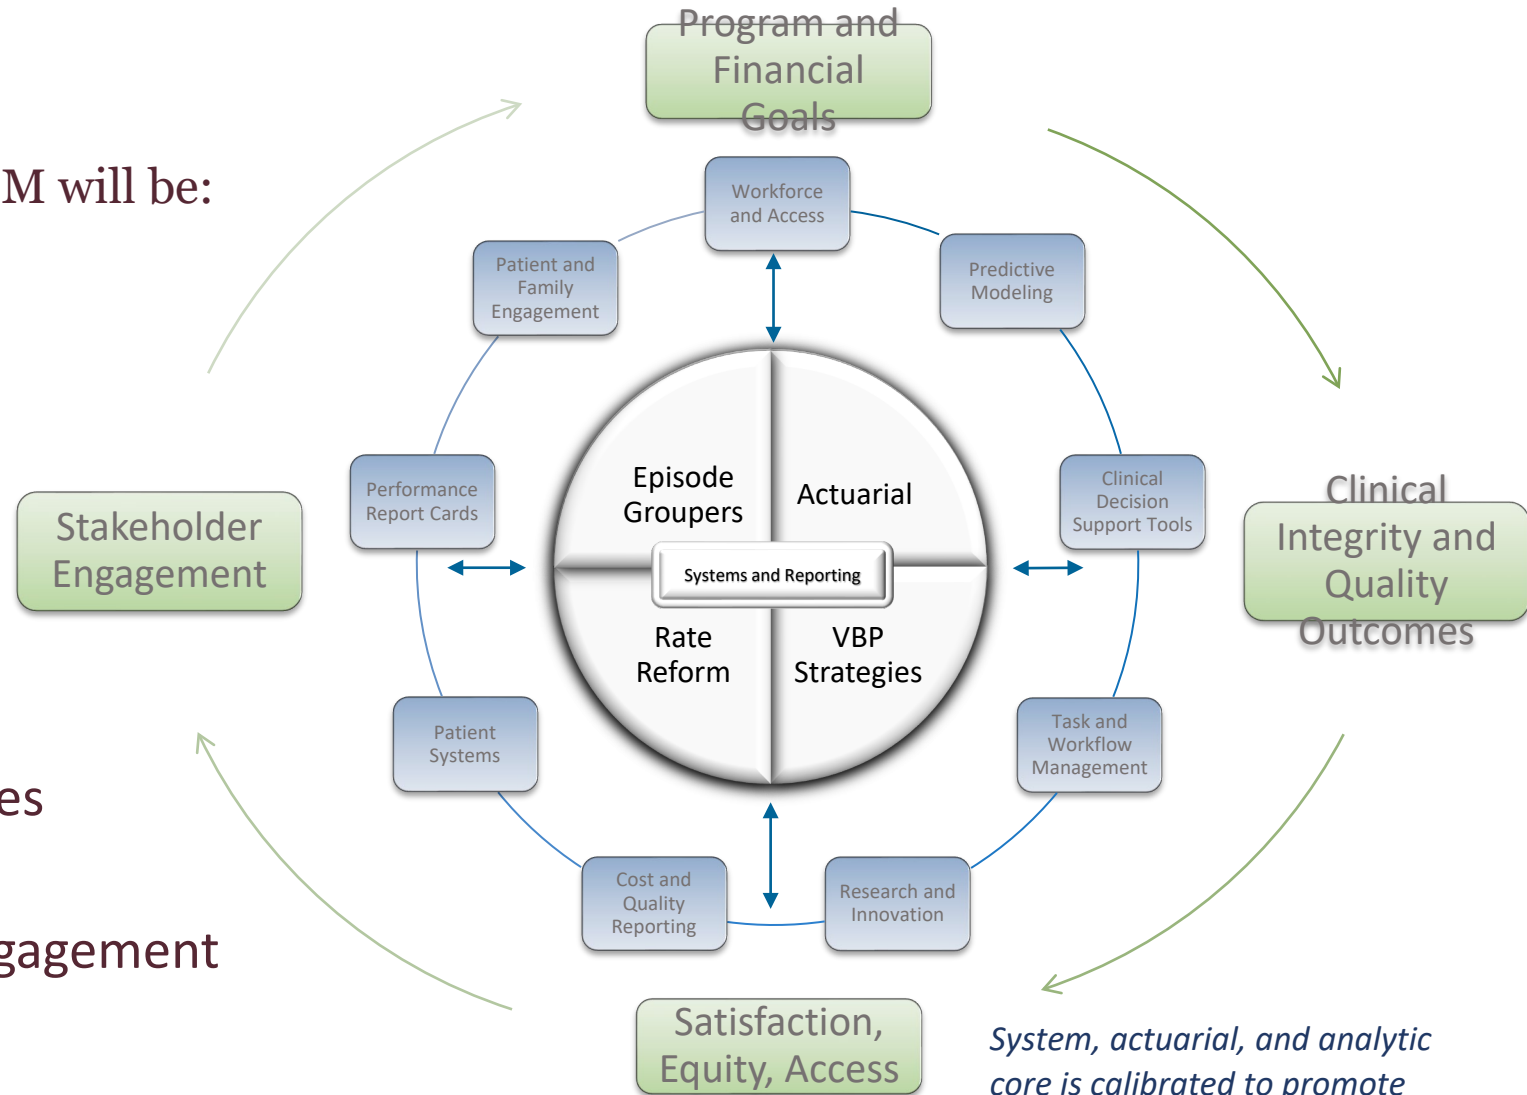 Program and
Financial
Goals
M will be:
Workforce
and Access
Patient and
Family
Engagement
Predictive
Modeling
Episode
Groupers
Actuarial
Performance
Report Cards
Clinical
Decision
Support Tools
Stakeholder
Engagement
Clinical
Integrity and
Quality
Outcomes
Systems and Reporting
Rate
Reform
VBP
Strategies
Patient
Systems
Task and
Workflow
Management
es
Cost and
Quality
Reporting
Research and
Innovation
gagement
Satisfaction,
Equity, Access
System, actuarial, and analytic
core is calibrated to promote